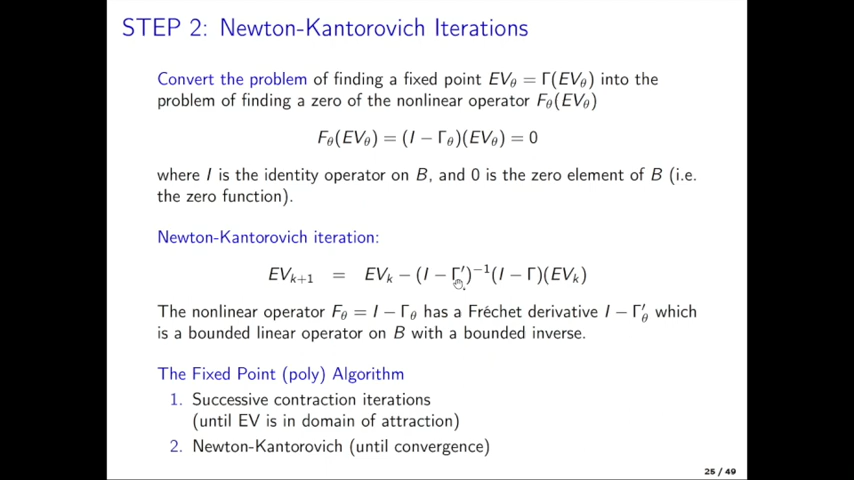 STEP 2: Newton-Kantorovich Iterations
Convert the problem of finding a fixed point EV_θ = Γ(EV_θ) into the
problem of finding a zero of the nonlinear operator F_θ(EV_θ)
F_θ(EV_θ) = (I − Γ_θ)(EV_θ) = 0
where I is the identity operator on B, and 0 is the zero element of B (i.e.
the zero function).
Newton-Kantorovich iteration:
EV_{k+1} = EV_k − (I − Γ′)^{−1}(I − Γ)(EV_k)
The nonlinear operator F_θ = I − Γ_θ has a Fréchet derivative I − Γ′_θ which
is a bounded linear operator on B with a bounded inverse.
The Fixed Point (poly) Algorithm
1. Successive contraction iterations
(until EV is in domain of attraction)
2. Newton-Kantorovich (until convergence)
25 / 49